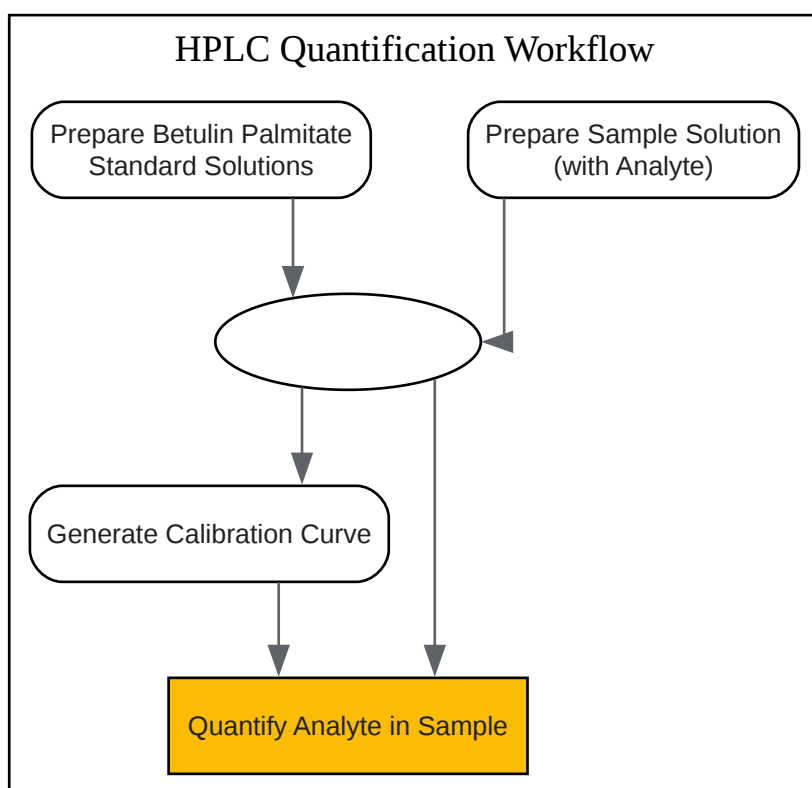 HPLC Quantification Workflow
Prepare Betulin Palmitate
Standard Solutions
Prepare Sample Solution
(with Analyte)
Generate Calibration Curve
Quantify Analyte in Sample